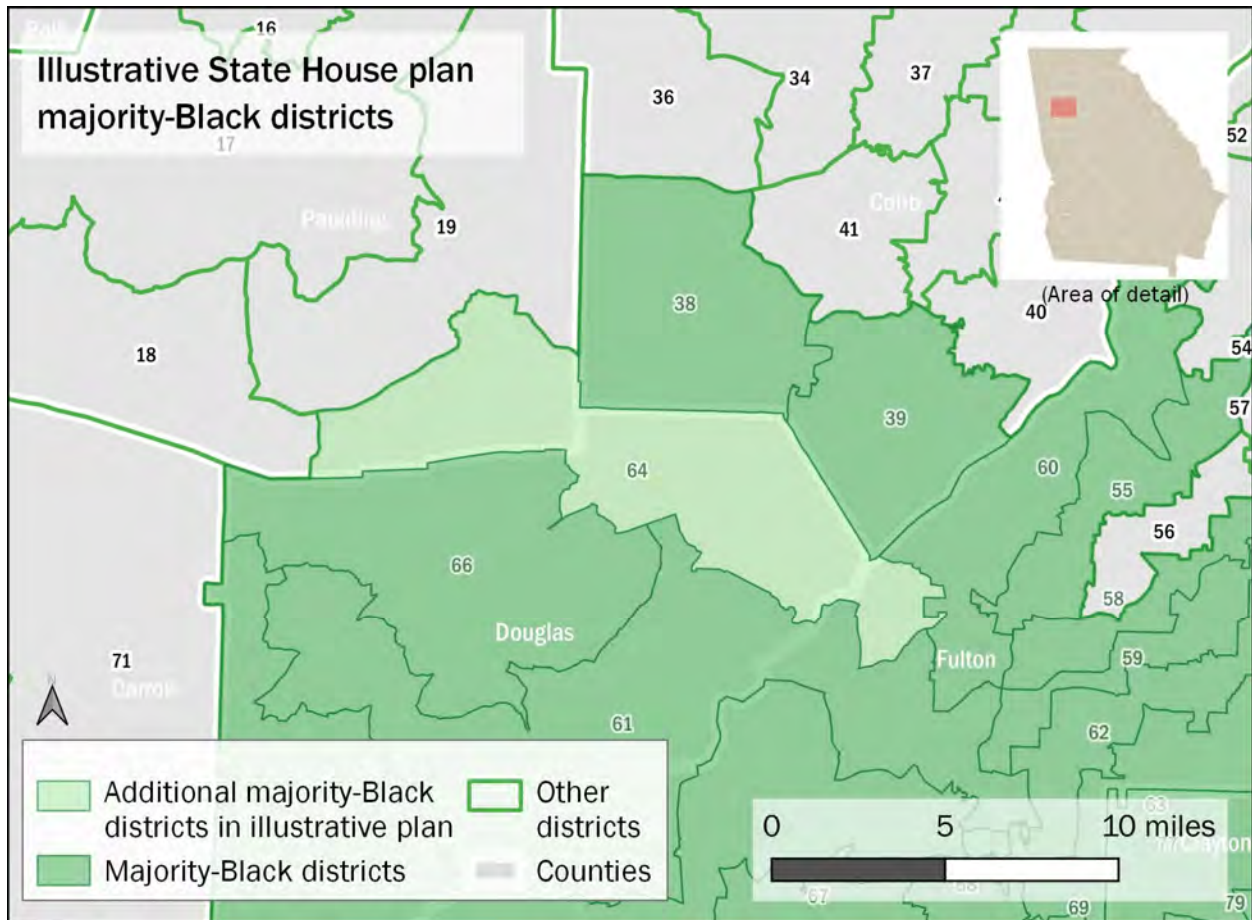 16
Illustrative State House plan
majority-Black districts
17
36
34
37
52
Paulding
19
Cobb
41
(Area of detail)
38
40
18
54
57
39
64
60
55
56
66
58
Douglas
Fulton
59
71
61
62
Additional majority-Black
districts in illustrative plan
Majority-Black districts
Other
districts
Counties
0 5 10 miles
63
Clayton
67
68
69
79